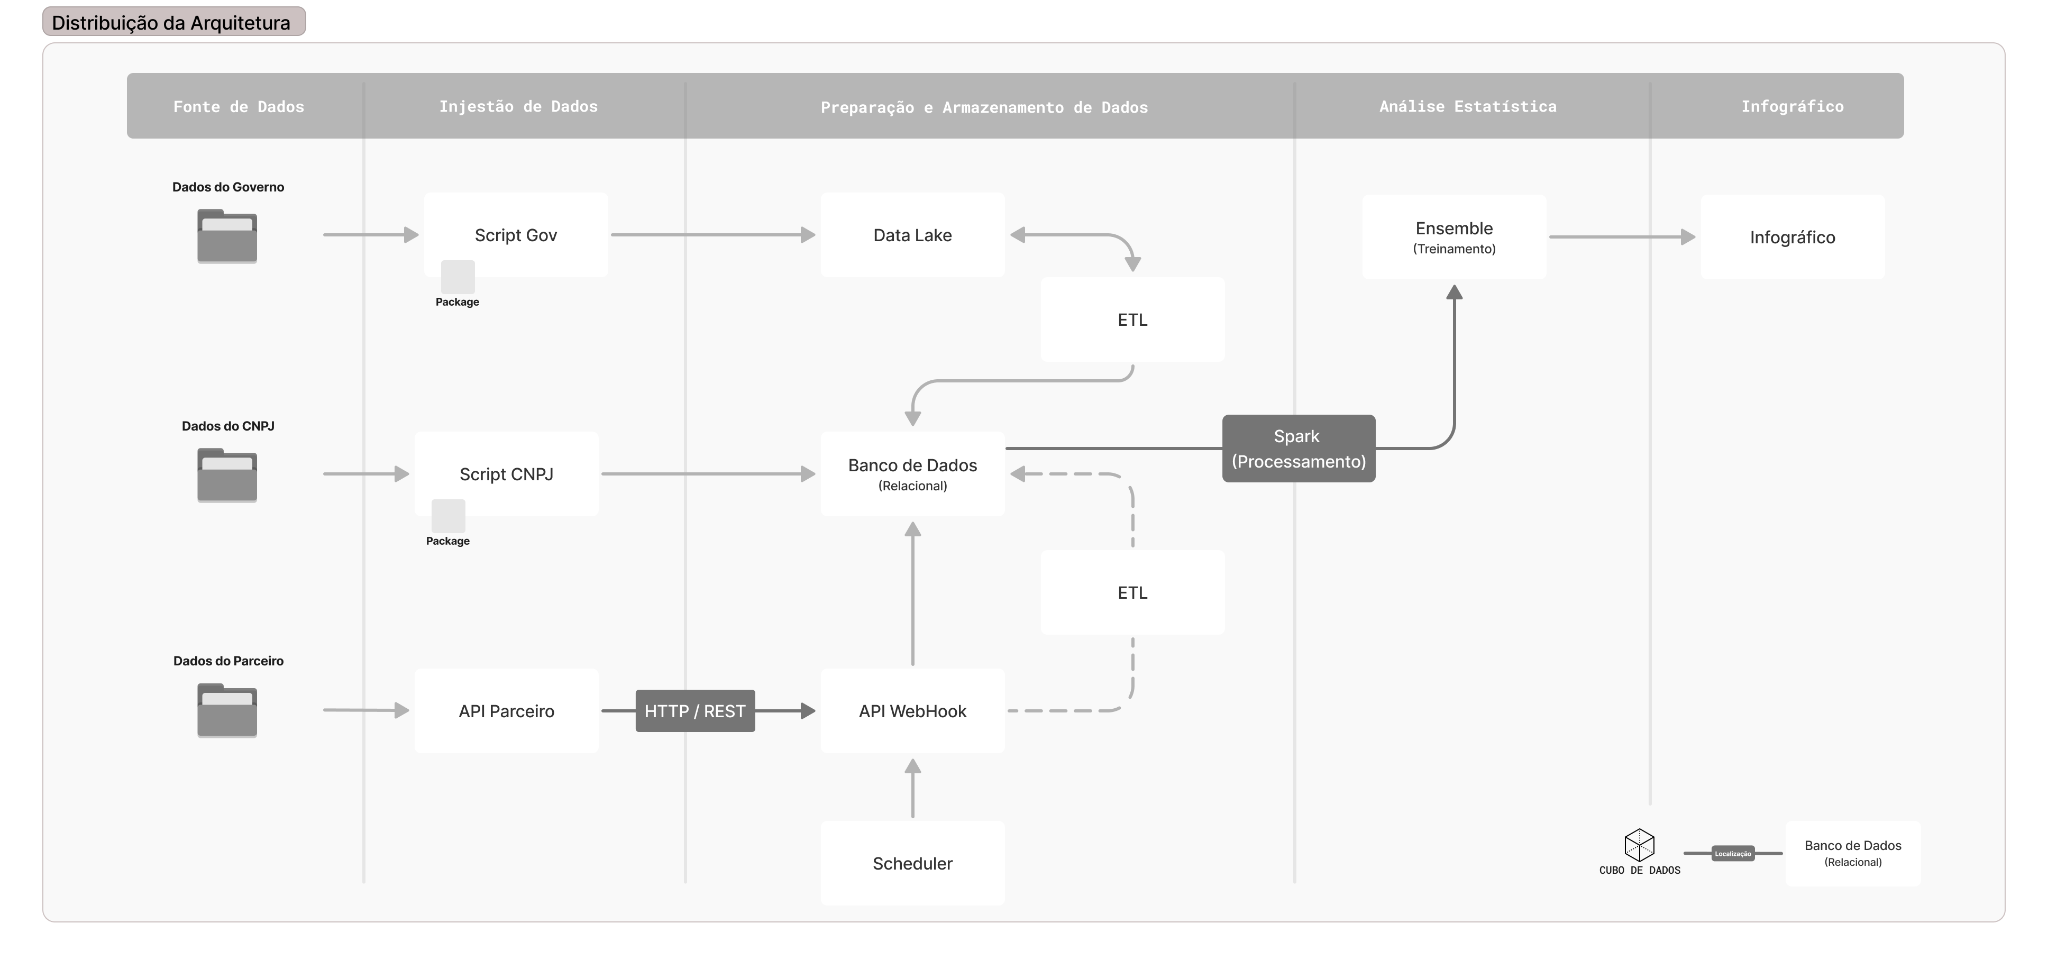 Distribuição da Arquitetura
Fonte de Dados
Injestão de Dados
Preparação e Armazenamento de Dados
Análise Estatística
Infográfico
Dados do Governo
Script Gov
Package
Data Lake
ETL
Ensemble
(Treinamento)
Infográfico
Dados do CNPJ
Script CNPJ
Package
Banco de Dados
(Relacional)
Spark
(Processamento)
ETL
Dados do Parceiro
API Parceiro
HTTP / REST
API WebHook
Scheduler
CUBO DE DADOS
Localização
Banco de Dados
(Relacional)